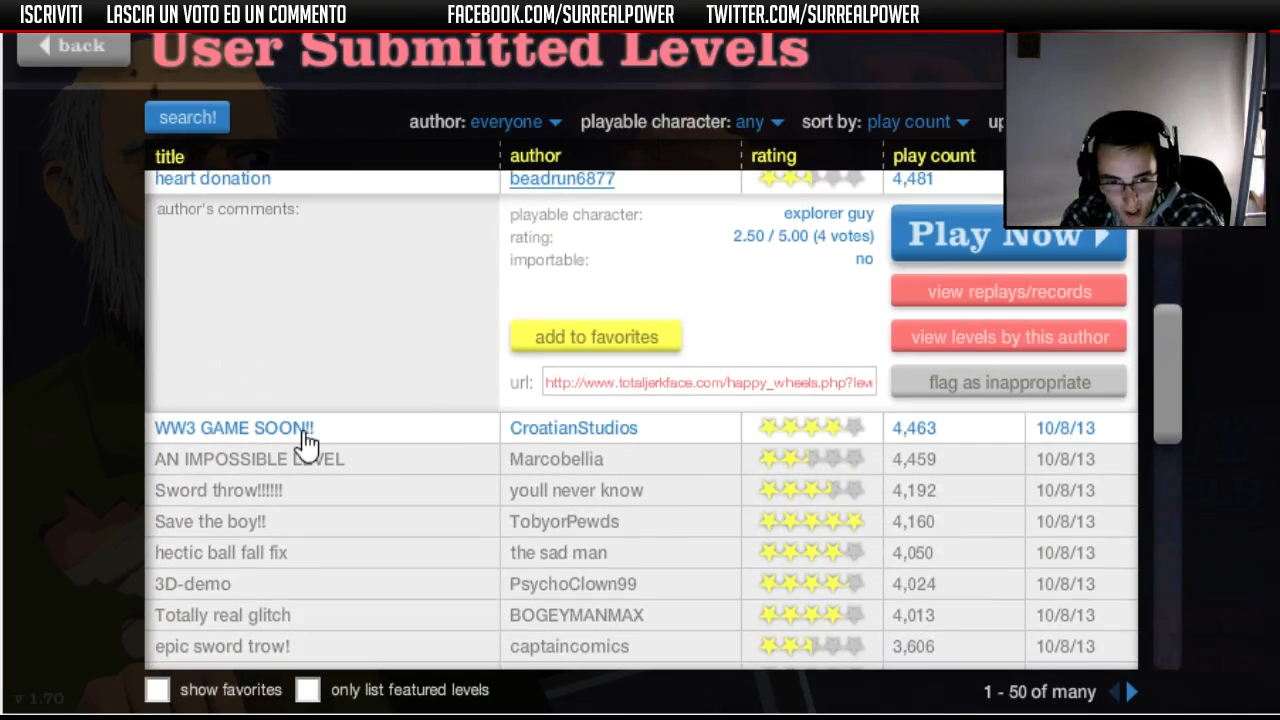 ISCRIVITI LASCIA UN VOTO ED UN COMMENTO FACEBOOK.COM/SURREALPOWER TWITTER.COM/SURREALPOWER
back User Submitted Levels
search! author: everyone playable character: any sort by: play count up
title author rating play count
heart donation beadrun6877 4,481
author's comments:
playable character: explorer guy
rating: 2.50 / 5.00 (4 votes)
importable: no
Play Now
view replays/records
add to favorites view levels by this author
url: http://www.totaljerkface.com/happy_wheels.php?leve flag as inappropriate
WW3 GAME SOON!! CroatianStudios 4,463 10/8/13
AN IMPOSSIBLE LEVEL Marcobellia 4,459 10/8/13
Sword throw!!!!!! youll never know 4,192 10/8/13
Save the boy!! TobyorPewds 4,160 10/8/13
hectic ball fall fix the sad man 4,050 10/8/13
3D-demo PsychoClown99 4,024 10/8/13
Totally real glitch BOGEYMANMAX 4,013 10/8/13
epic sword trow! captaincomics 3,606 10/8/13
v 1.70 show favorites only list featured levels 1 - 50 of many